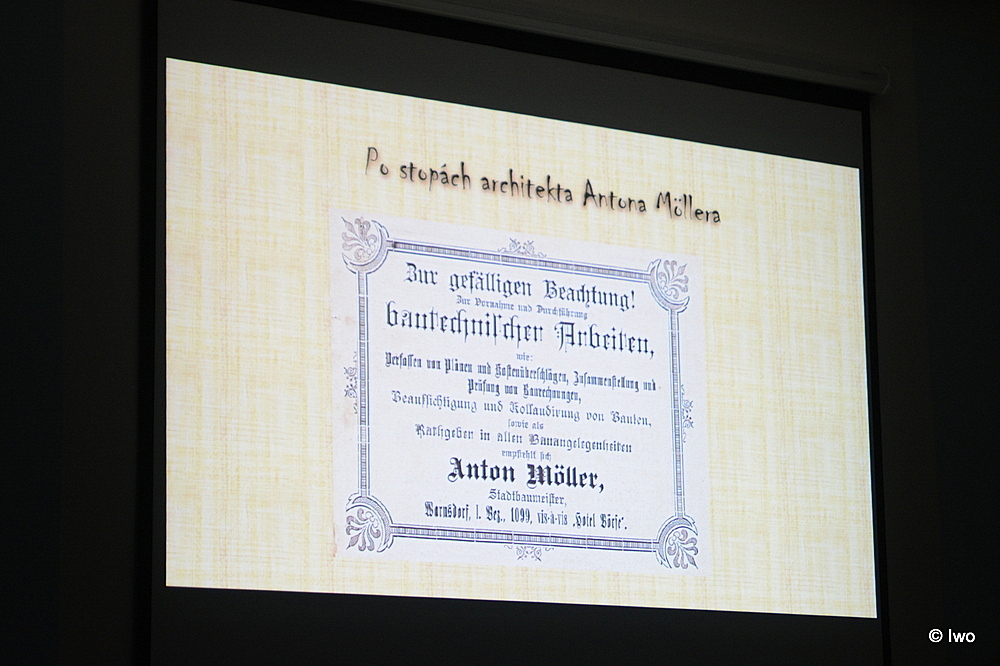 Po stopách architekta Antona Möllera
Zur gefälligen Beachtung!
Zur Vornahme und Durchführung
bautechnischer Arbeiten,
wie:
Verfassen von Plänen und Kostenüberschlägen, Zusammenstellung und
Prüfung von Baurechnungen,
Beaufsichtigung und Kollaudirung von Bauten,
sowie als
Rathgeber in allen Bauangelegenheiten
empfiehlt sich
Anton Möller,
Stadtbaumeister,
Warnsdorf, I. Bez., 1099, vis-à-vis „Hotel Börse".
© lwo